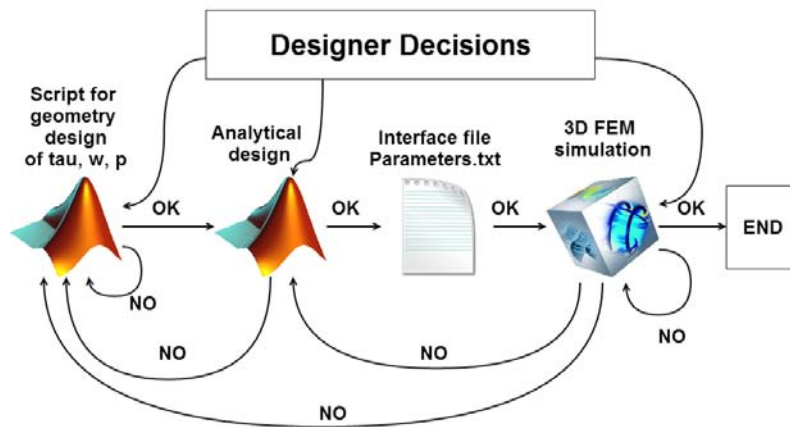 Designer Decisions
Script for
geometry
design
of tau, w, p
Analytical
design
Interface file
Parameters.txt
3D FEM
simulation
OK
OK
OK
OK
END
NO
NO
NO
NO
NO